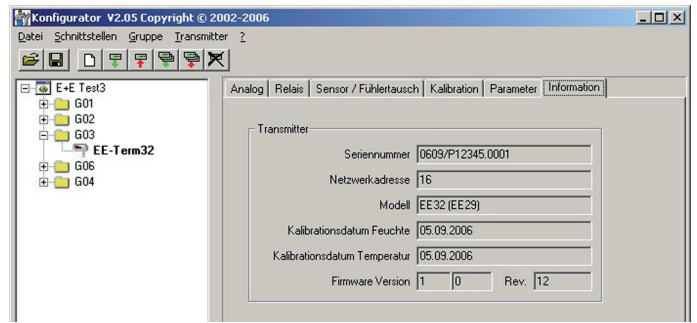 Konfigurator V2.05 Copyright © 2002-2006
Datei Schnittstellen Gruppe Transmitter ?
E+E Test3
G01
G02
G03
EE-Term32
G06
G04
Analog Relais Sensor / Fühlertausch Kalibration Parameter Information
Transmitter
Seriennummer 0609/P12345.0001
Netzwerkadresse 16
Modell EE32 (EE29)
Kalibrationsdatum Feuchte 05.09.2006
Kalibrationsdatum Temperatur 05.09.2006
Firmware Version 1 0 Rev. 12